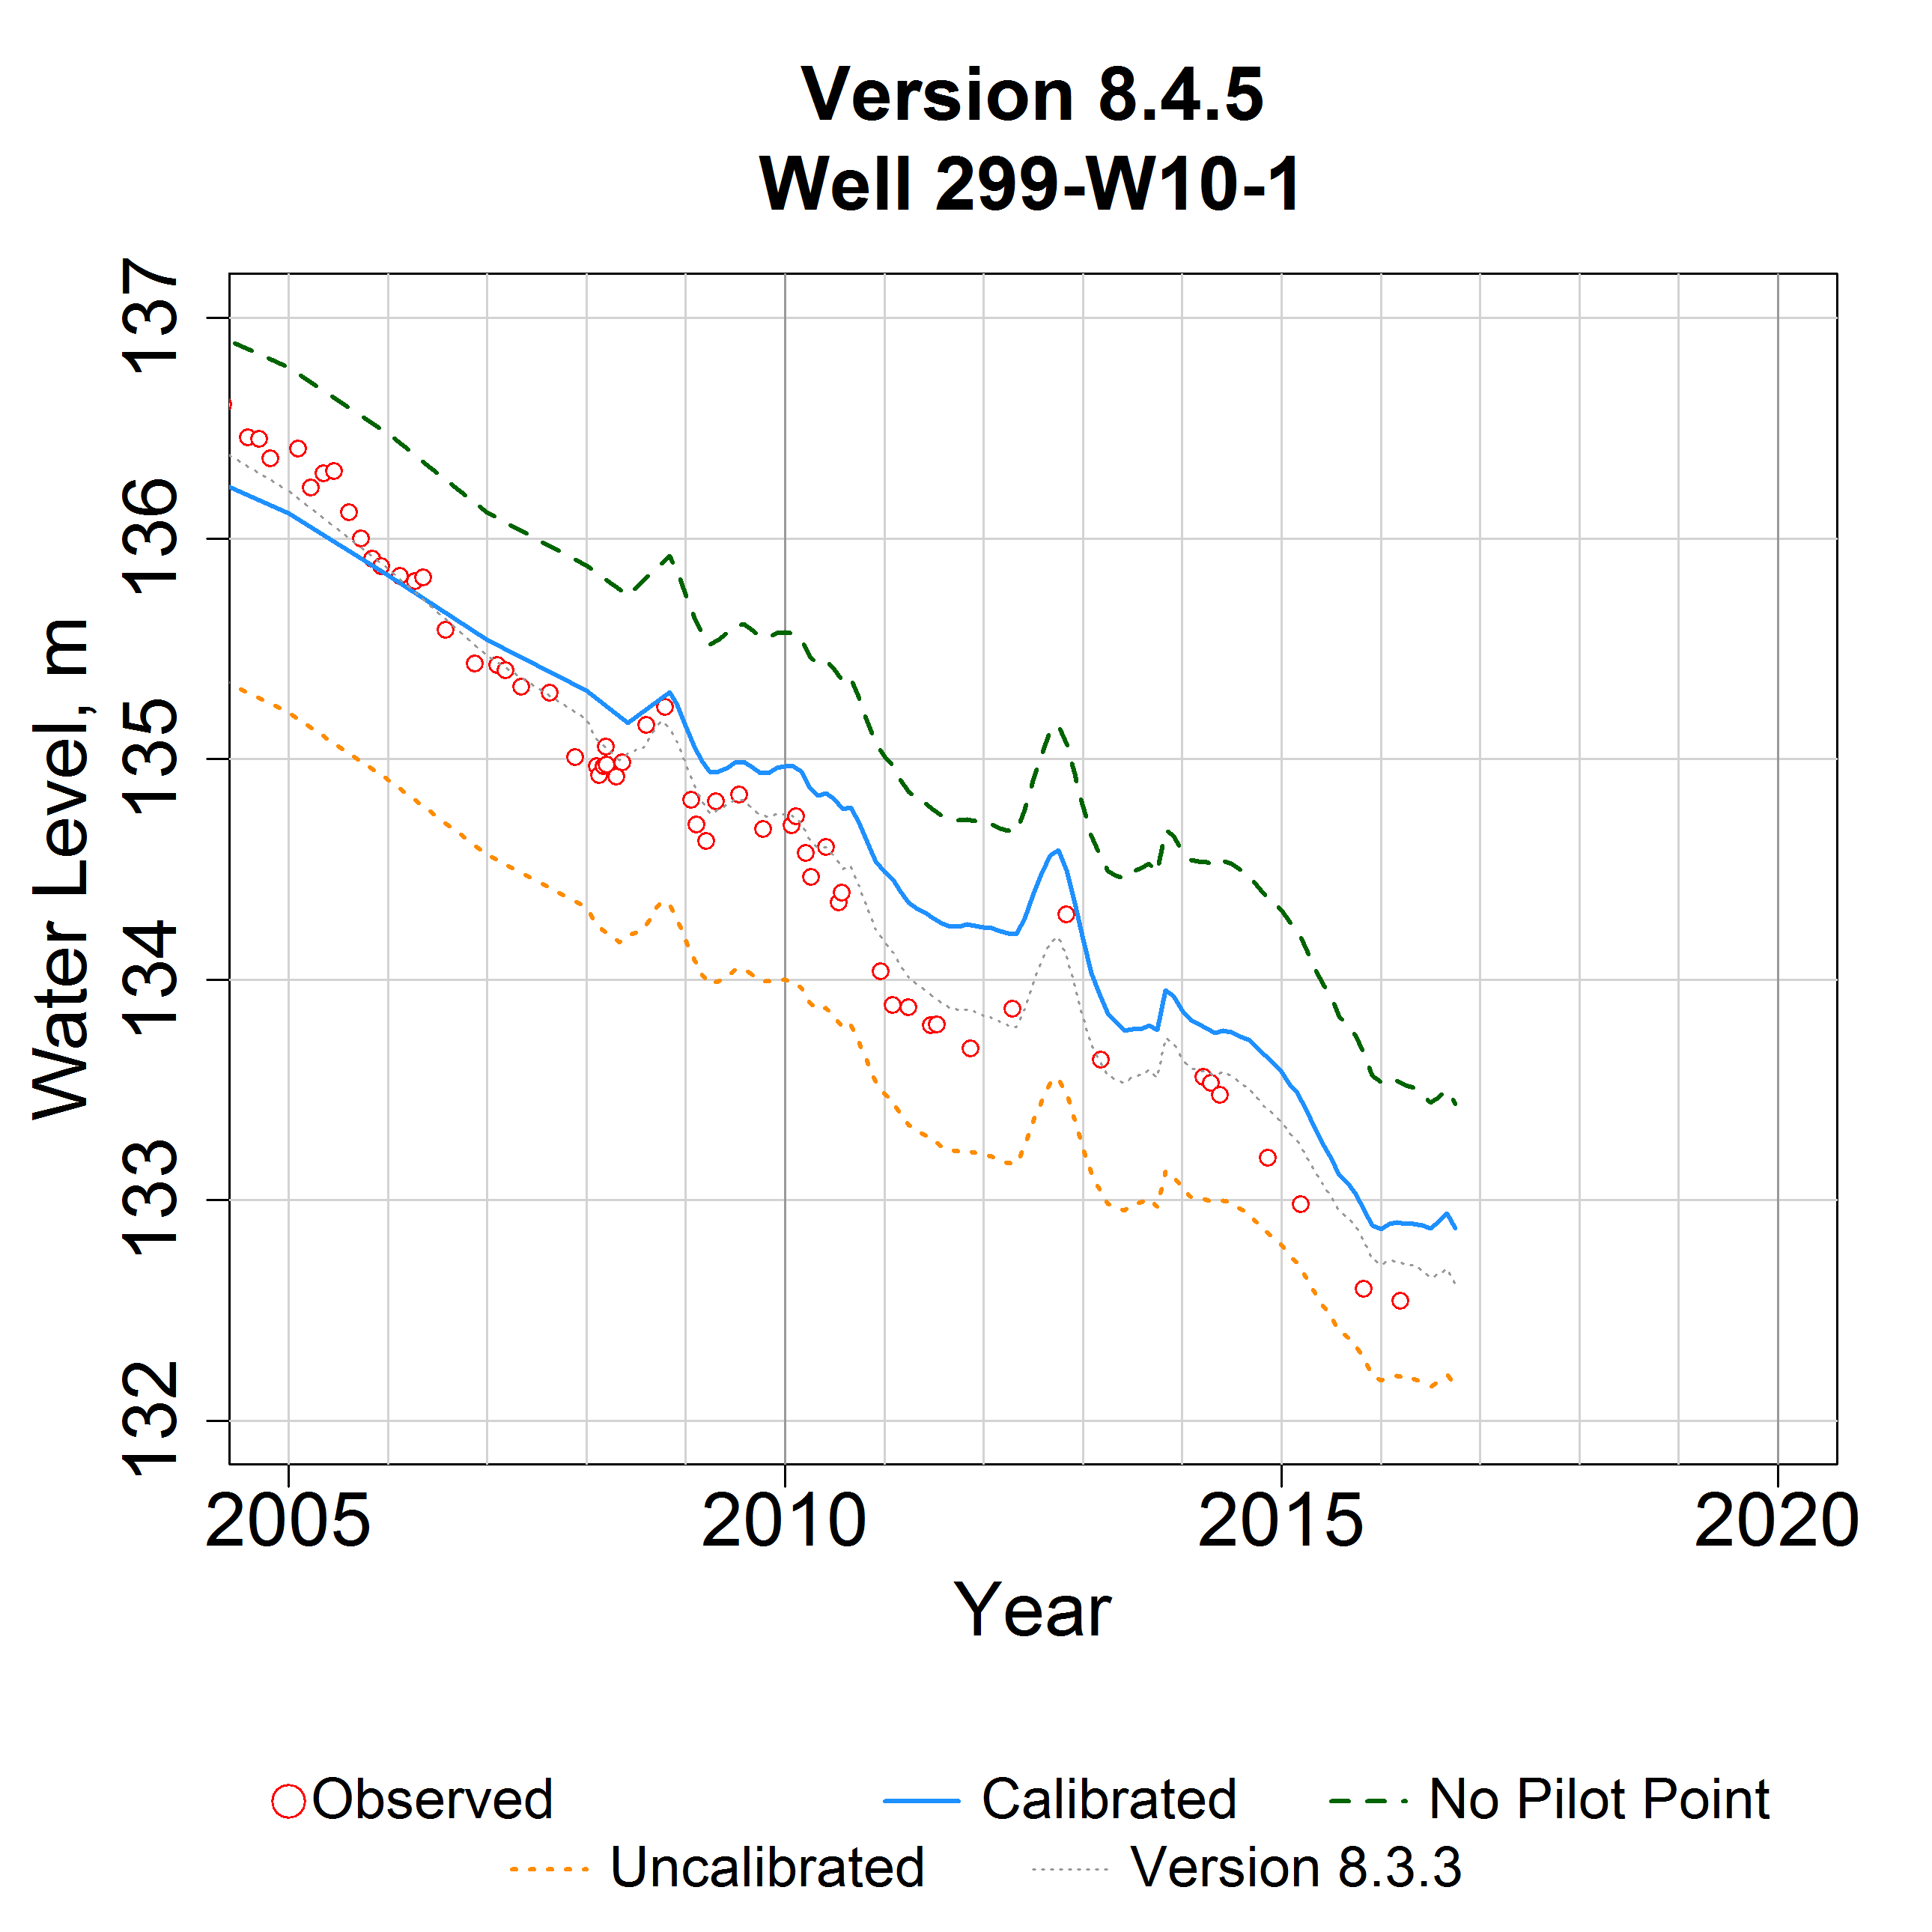 Version 8.4.5
Well 299-W10-1
Water Level, m
137
136
135
134
133
132
2005 2010 2015 2020
Year
Observed Calibrated No Pilot Point
Uncalibrated Version 8.3.3